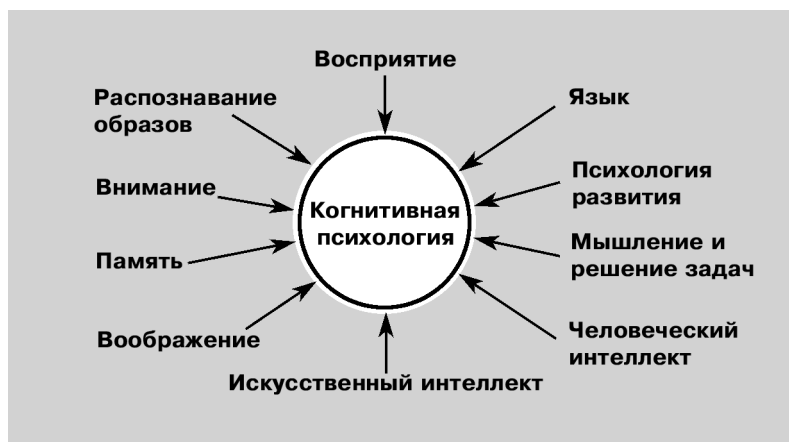 Восприятие
Распознавание
образов
Язык
Внимание
Психология
развития
Когнитивная
психология
Память
Мышление и
решение задач
Воображение
Человеческий
интеллект
Искусственный интеллект